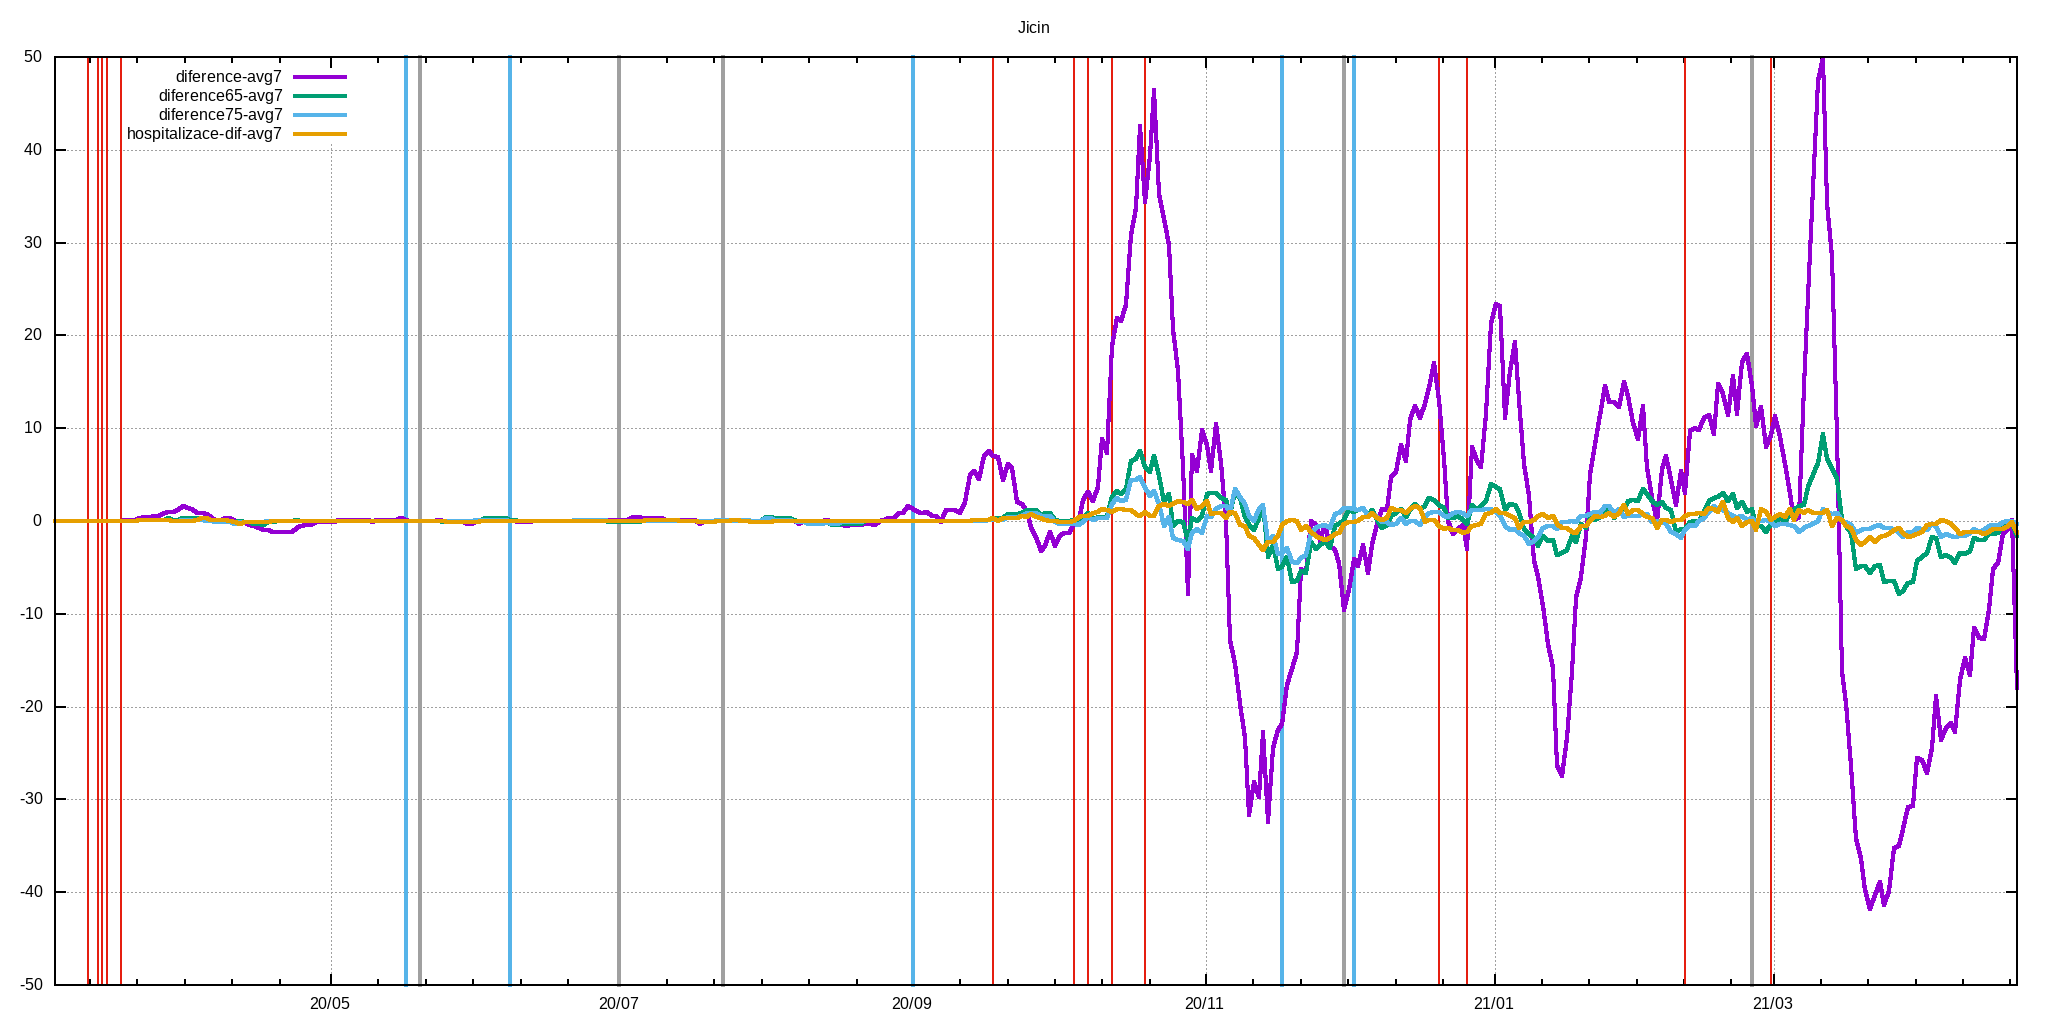 Jicin
diference-avg7
diference65-avg7
diference75-avg7
hospitalizace-dif-avg7
50
40
30
20
10
0
-10
-20
-30
-40
-50
20/05 20/07 20/09 20/11 21/01 21/03